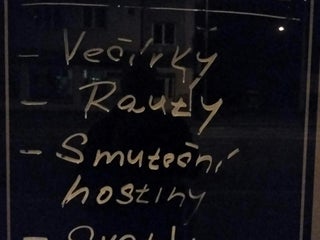 - Večírky
- Rauty
- Smuteční
hostiny